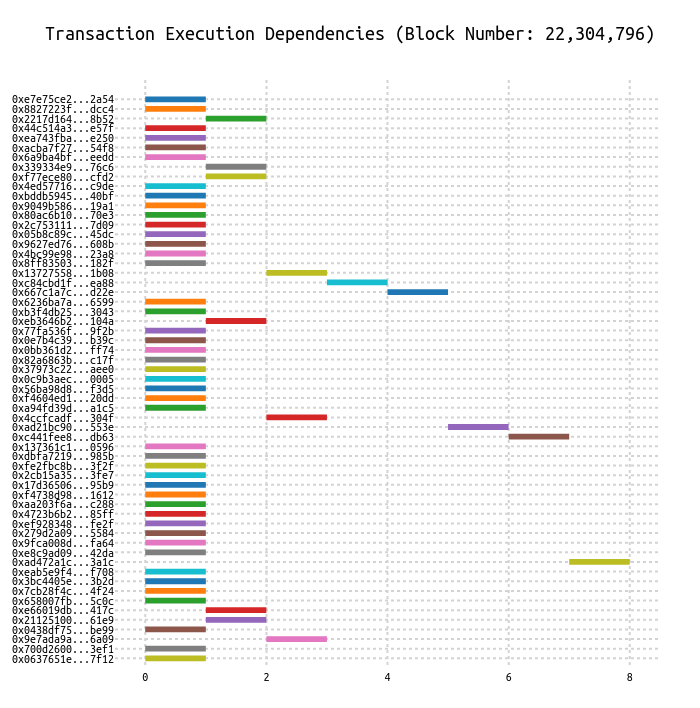 Transaction Execution Dependencies (Block Number: 22,304,796)
0xe7e75ce2...2a54
0x8827223f...dcc4
0x2217d164...8b52
0x44c514a3...e57f
0xea743fba...e250
0xacba7f27...54f8
0x6a9ba4bf...eedd
0x339334e9...76c6
0xf77ece80...cfd2
0x4ed57716...c9de
0xbddb5945...40bf
0x9049b586...19a1
0x80ac6b10...70e3
0x2c753111...7d09
0x05b8c89c...45dc
0x9627ed76...608b
0x4bc99e98...23a8
0x8ff83503...182f
0x13727558...1b08
0xc84cbd1f...ea88
0x667c1a7c...d22e
0x6236ba7a...6599
0xb3f4db25...3043
0xeb3646b2...104a
0x77fa536f...9f2b
0x0e7b4c39...b39c
0x0bb361d2...ff74
0x82a6863b...c17f
0x37973c22...aee0
0x0c9b3aec...0005
0x56ba98d8...f3d5
0xf4604ed1...20dd
0xa94fd39d...a1c5
0x4ccfcadf...304f
0xad21bc90...553e
0xc441fee8...db63
0x137361c1...0596
0xdbfa7219...985b
0xfe2fbc8b...3f2f
0x2cb15a35...3fe7
0x17d36506...95b9
0xf4738d98...1612
0xaa203f6a...c288
0x4723b6b2...85ff
0xef928348...fe2f
0x279d2a09...5584
0x9fca008d...fa64
0xe8c9ad09...42da
0xad472a1c...3a1c
0xeab5e9f4...f708
0x3bc4405e...3b2d
0x7cb28f4c...4f24
0x658007fb...5c0c
0xe66019db...417c
0x21125100...61e9
0x0438df75...be99
0x9e7ada9a...6a09
0x700d2600...3ef1
0x0637651e...7f12
0 2 4 6 8